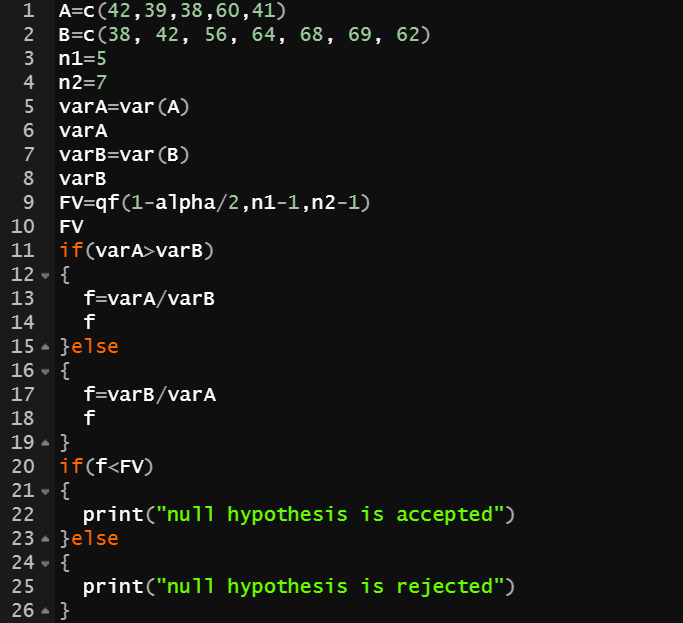 1 A=c(42,39,38,60,41)
2 B=c(38, 42, 56, 64, 68, 69, 62)
3 n1=5
4 n2=7
5 varA=var(A)
6 varA
7 varB=var(B)
8 varB
9 FV=qf(1-alpha/2,n1-1,n2-1)
10 FV
11 if(varA>varB)
12 {
13   f=varA/varB
14   f
15 }else
16 {
17   f=varB/varA
18   f
19 }
20 if(f<FV)
21 {
22   print("null hypothesis is accepted")
23 }else
24 {
25   print("null hypothesis is rejected")
26 }